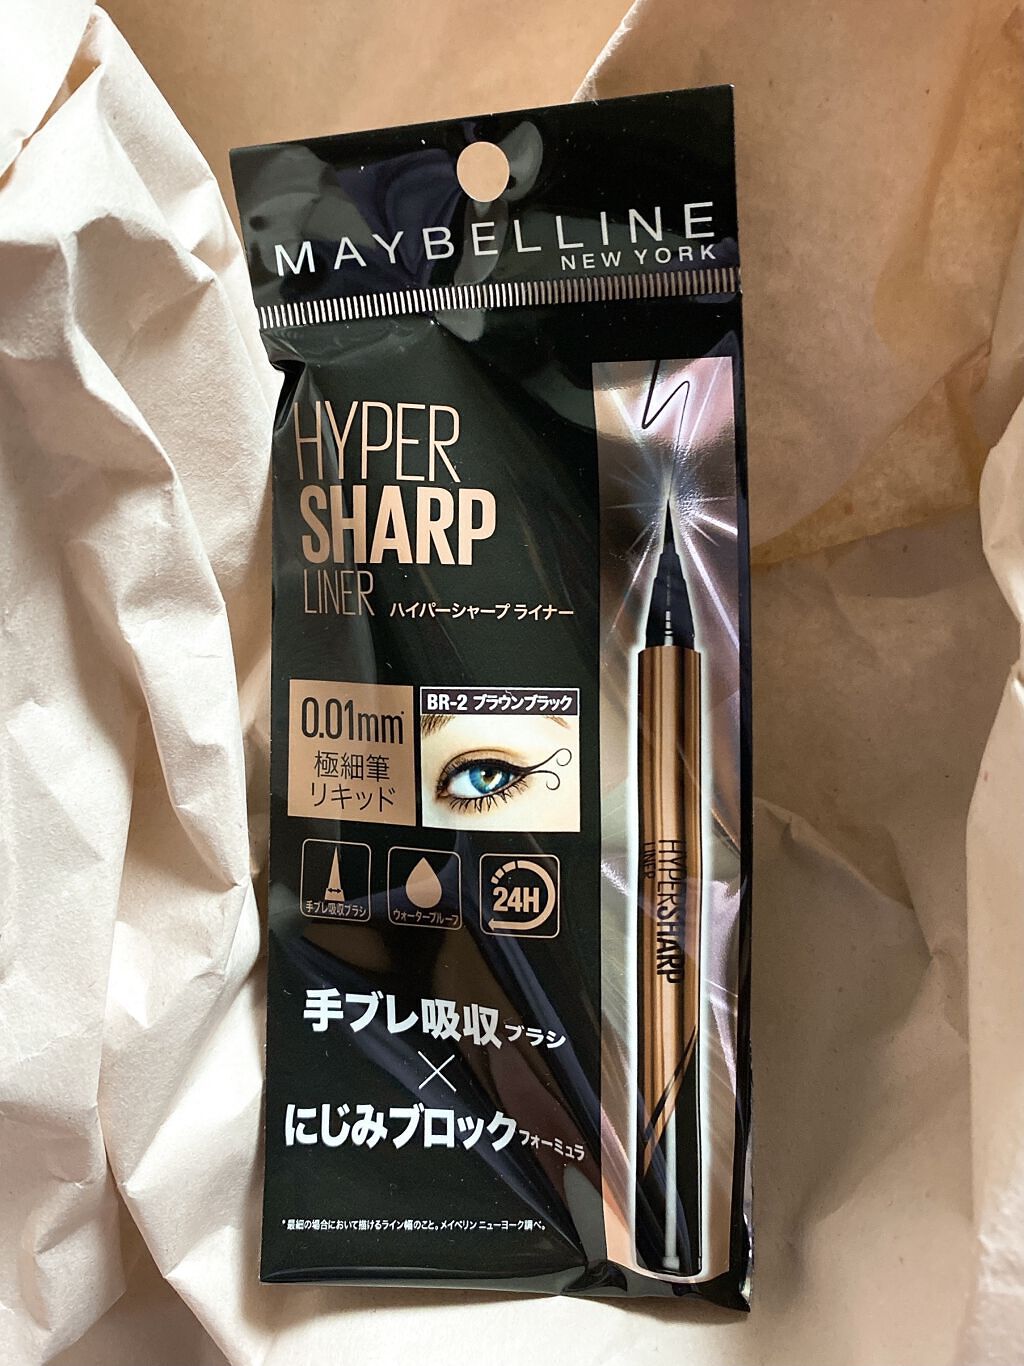 MAYBELLINE
NEW YORK
HYPER
SHARP
LINER ハイパーシャープ ライナー
0.01mm*
極細筆
リキッド
BR-2 ブラウンブラック
手ブレ吸収ブラシ
ウォータープルーフ
24H
手ブレ吸収ブラシ
×
にじみブロックフォーミュラ
*最細の場合において描けるライン幅のこと。メイベリン ニューヨーク調べ。
HYPERSHARP
LINER